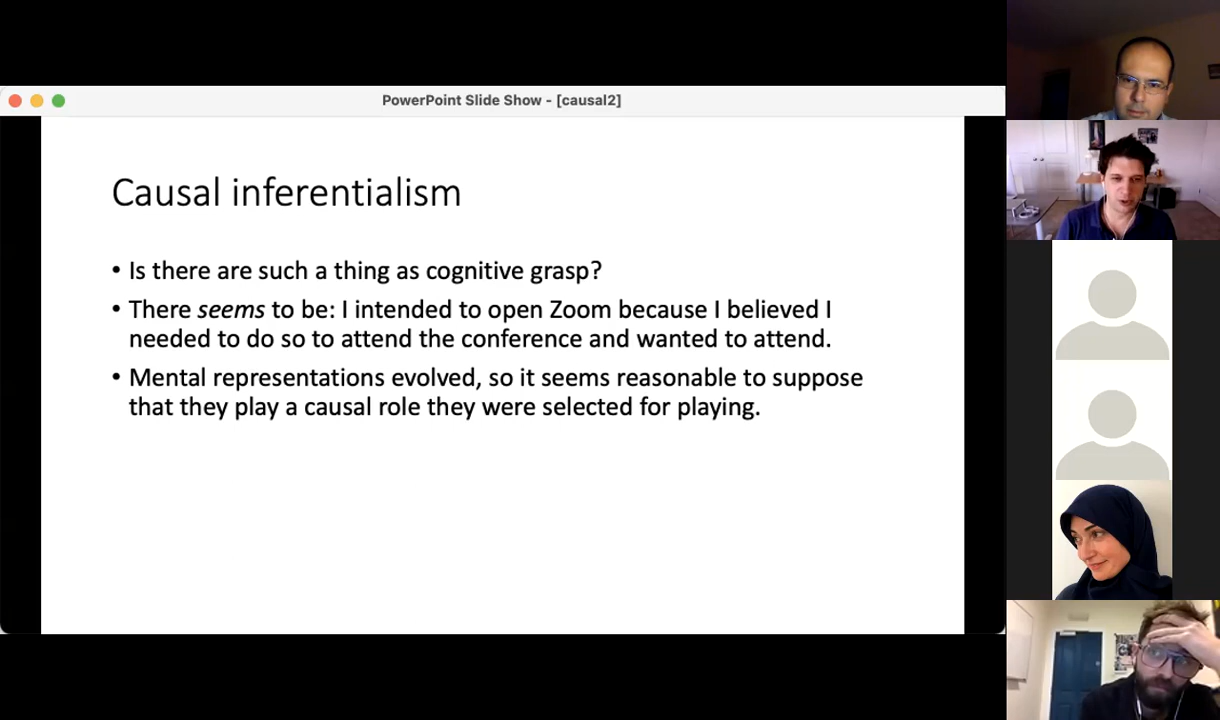 PowerPoint Slide Show - [causal2]
Causal inferentialism
• Is there are such a thing as cognitive grasp?
• There seems to be: I intended to open Zoom because I believed I
needed to do so to attend the conference and wanted to attend.
• Mental representations evolved, so it seems reasonable to suppose
that they play a causal role they were selected for playing.